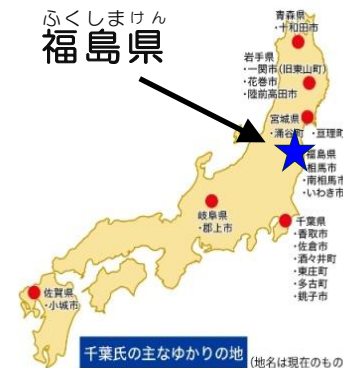 ふくしまけん
福島県
青森県
・十和田市
岩手県
・一関市(旧東山町)
・花巻市
・陸前高田市
宮城県
・涌谷町 ・亘理町
福島県
・相馬市
・南相馬市
・いわき市
岐阜県
・郡上市
千葉県
・香取市
・佐倉市
・酒々井町
・東庄町
・多古町
・銚子市
佐賀県
・小城市
千葉氏の主なゆかりの地
(地名は現在のもの